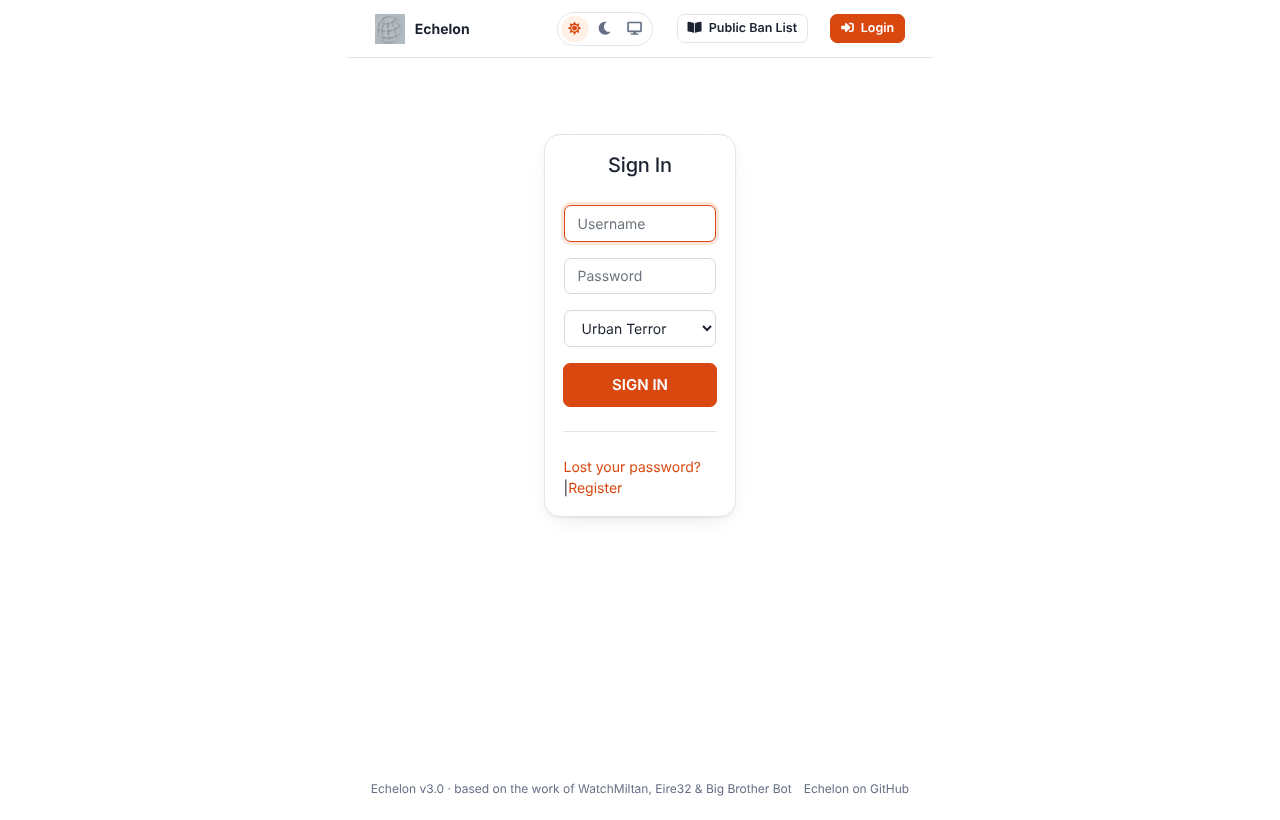 Echelon
Public Ban List
Login
Sign In
Username
Password
Urban Terror
SIGN IN
Lost your password?
|Register
Echelon v3.0 · based on the work of WatchMiltan, Eire32 & Big Brother Bot Echelon on GitHub